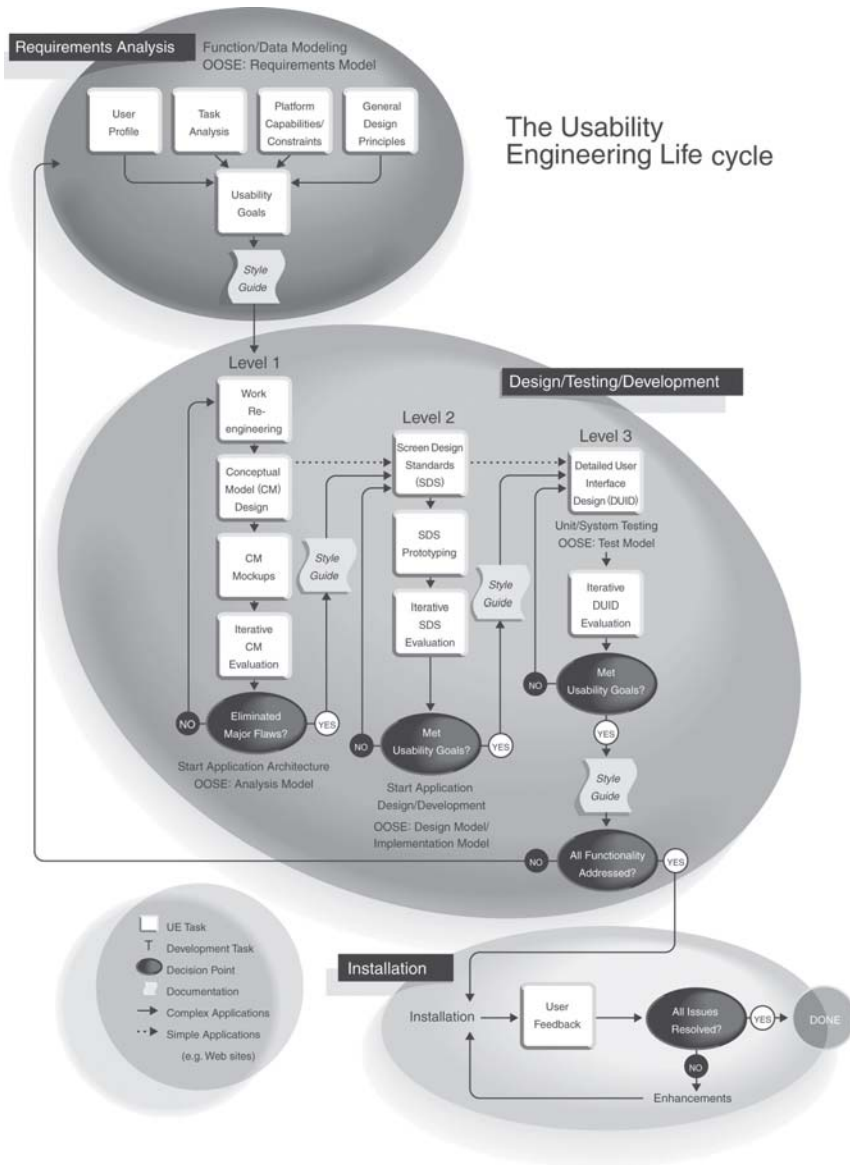 Requirements Analysis
Function/Data Modeling
OOSE: Requirements Model
User
Profile
Task
Analysis
Platform
Capabilities/
Constraints
General
Design
Principles
The Usability
Engineering Life cycle
Usability
Goals
Style
Guide
Design/Testing/Development
Level 1
Work
Re-
engineering
Conceptual
Model (CM)
Design
CM
Mockups
Iterative
CM
Evaluation
NO
Eliminated
Major Flaws?
YES
Start Application Architecture
OOSE: Analysis Model
Style
Guide
Level 2
Screen Design
Standards
(SDS)
SDS
Prototyping
Iterative
SDS
Evaluation
NO
Met
Usability Goals?
YES
Start Application
Design/Development
OOSE: Design Model/
Implementation Model
Style
Guide
Level 3
Detailed User
Interface
Design (DUID)
Unit/System Testing
OOSE: Test Model
Iterative
DUID
Evaluation
NO
Met
Usability Goals?
YES
Style
Guide
NO
All Functionality
Addressed?
YES
UE Task
T Development Task
Decision Point
Documentation
Complex Applications
Simple Applications
(e.g. Web sites)
Installation
Installation
User
Feedback
All Issues
Resolved?
YES
DONE
NO
Enhancements